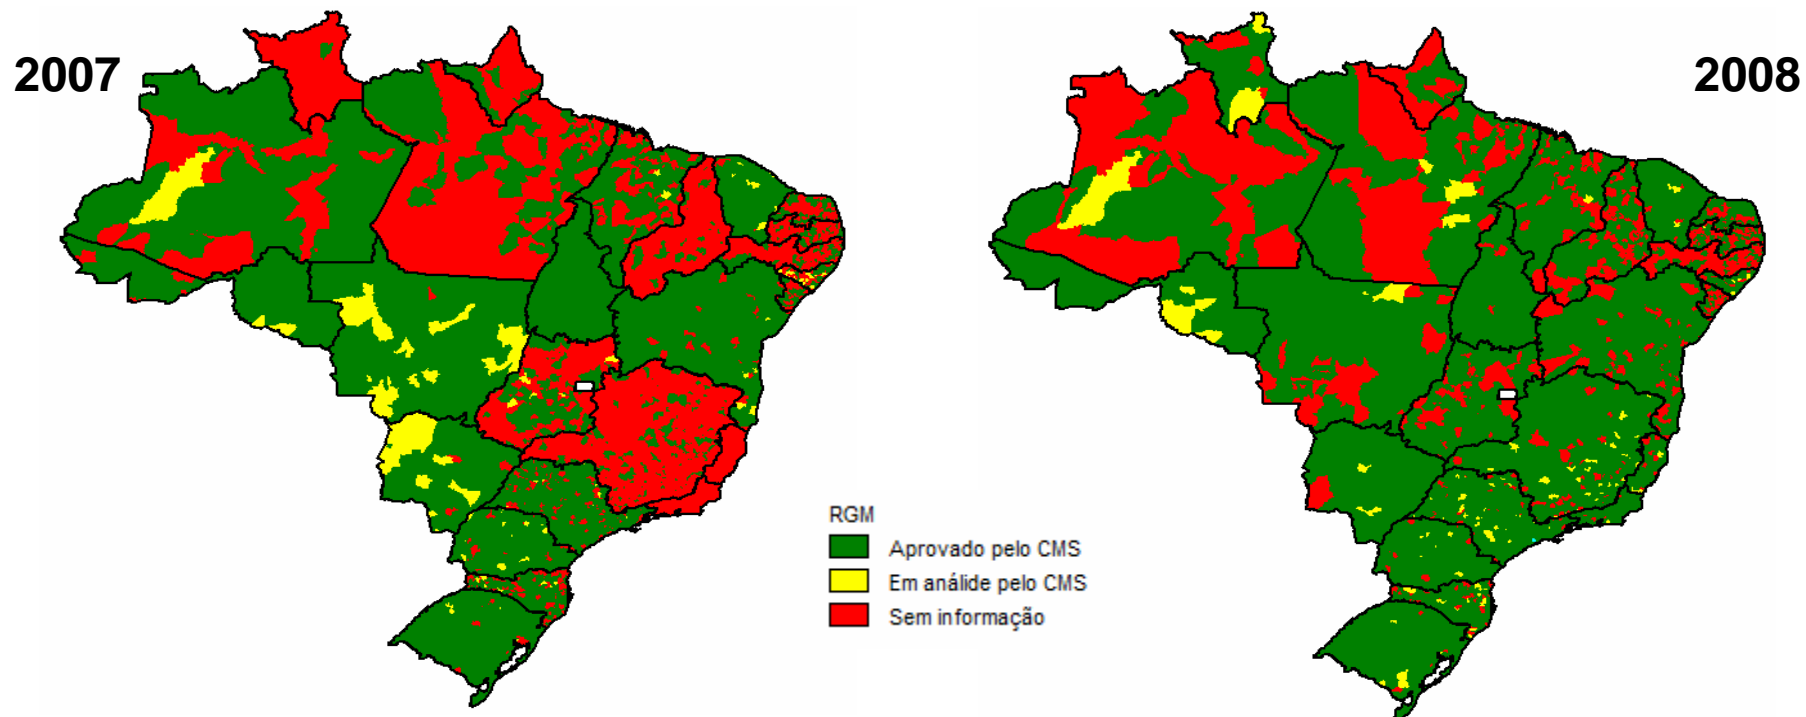 2007
2008
RGM
Aprovado pelo CMS
Em análide pelo CMS
Sem informação